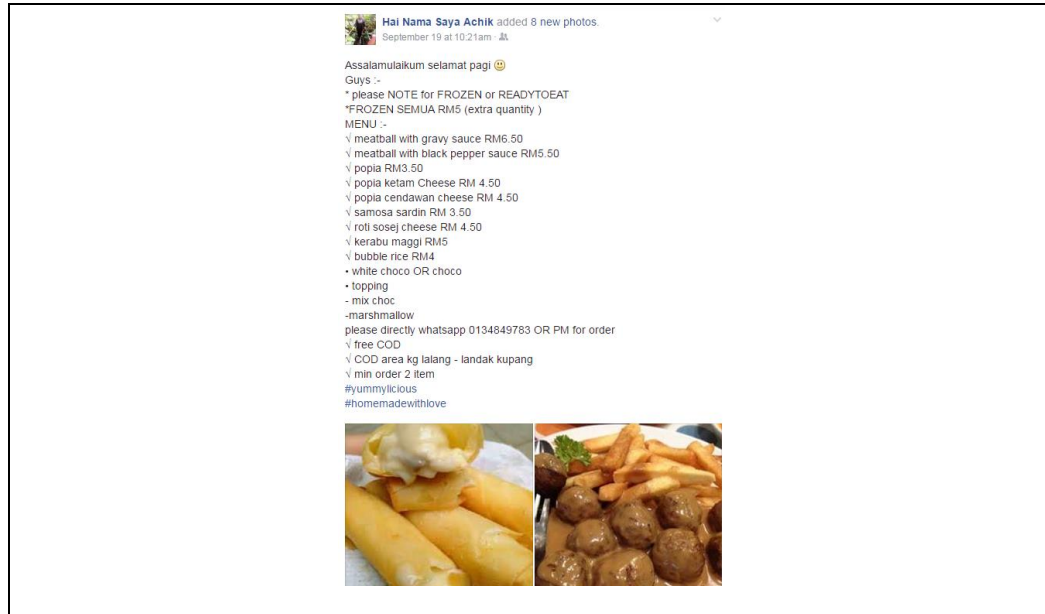 Hai Nama Saya Achik added 8 new photos.
September 19 at 10:21am ·
Assalamulaikum selamat pagi 😃
Guys :-
* please NOTE for FROZEN or READYTOEAT
*FROZEN SEMUA RM5 (extra quantity )
MENU :-
√ meatball with gravy sauce RM6.50
√ meatball with black pepper sauce RM5.50
√ popia RM3.50
√ popia ketam Cheese RM 4.50
√ popia cendawan cheese RM 4.50
√ samosa sardin RM 3.50
√ roti sosej cheese RM 4.50
√ kerabu maggi RM5
√ bubble rice RM4
• white choco OR choco
• topping
- mix choc
-marshmallow
please directly whatsapp 0134849783 OR PM for order
√ free COD
√ COD area kg lalang - landak kupang
√ min order 2 item
#yummylicious
#homemadewithlove